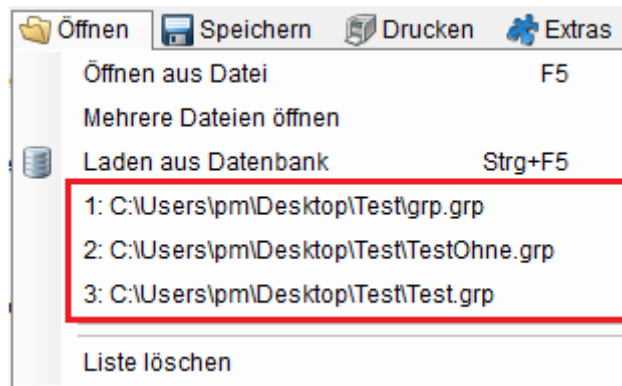 Öffnen Speichern Drucken Extras
Öffnen aus Datei F5
Mehrere Dateien öffnen
Laden aus Datenbank Strg+F5
1: C:\Users\pm\Desktop\Test\grp.grp
2: C:\Users\pm\Desktop\Test\TestOhne.grp
3: C:\Users\pm\Desktop\Test\Test.grp
Liste löschen